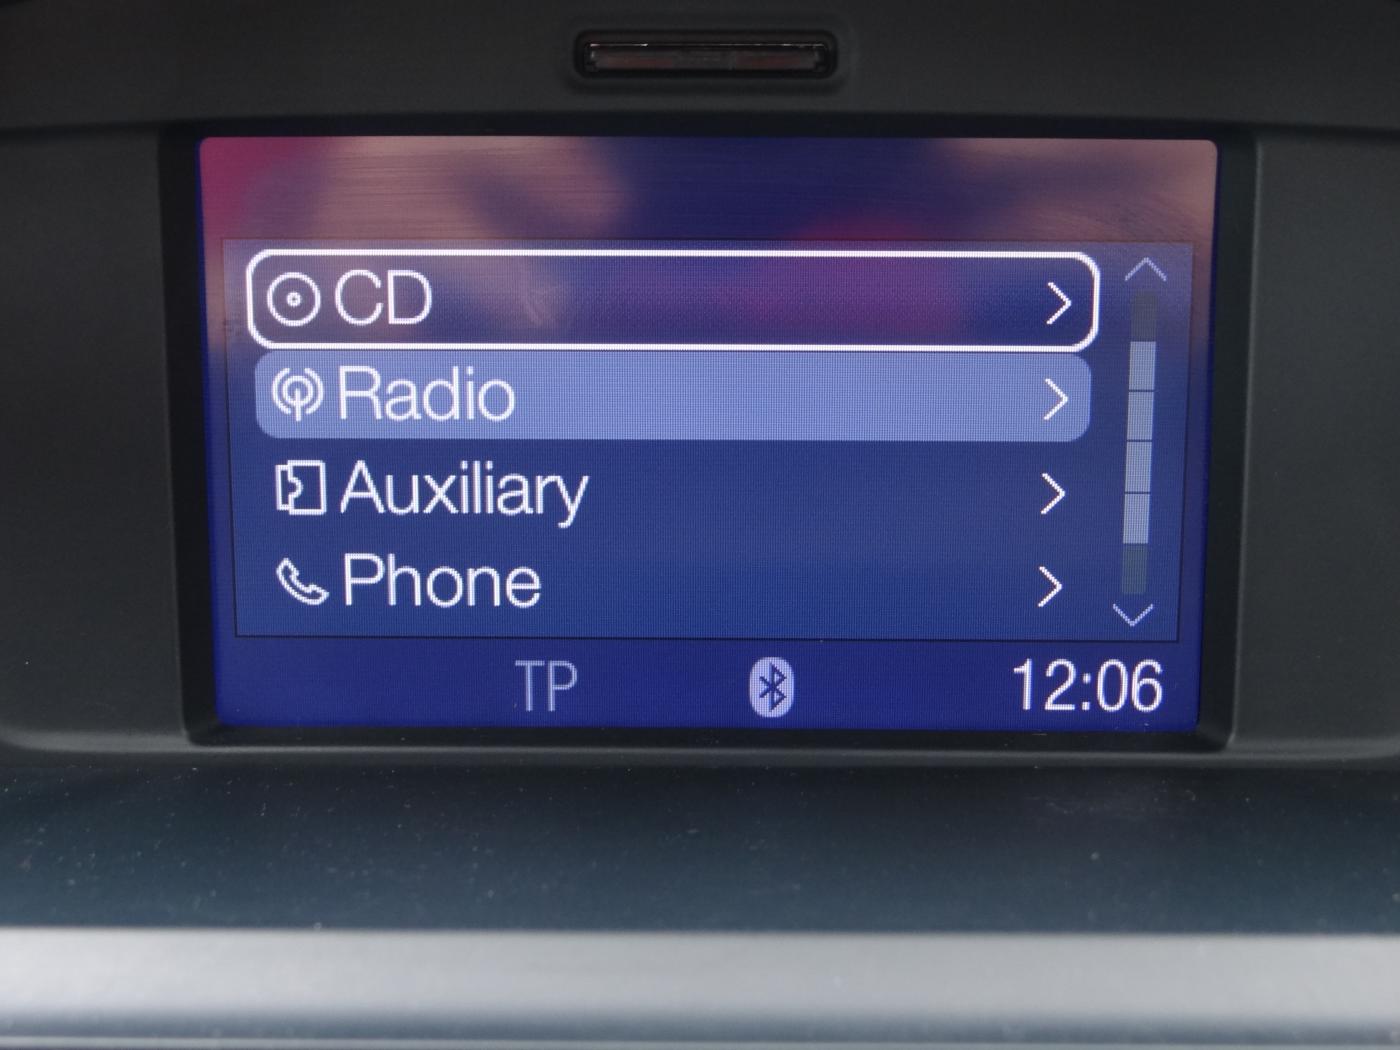 CD
Radio
Auxiliary
Phone
TP 12:06